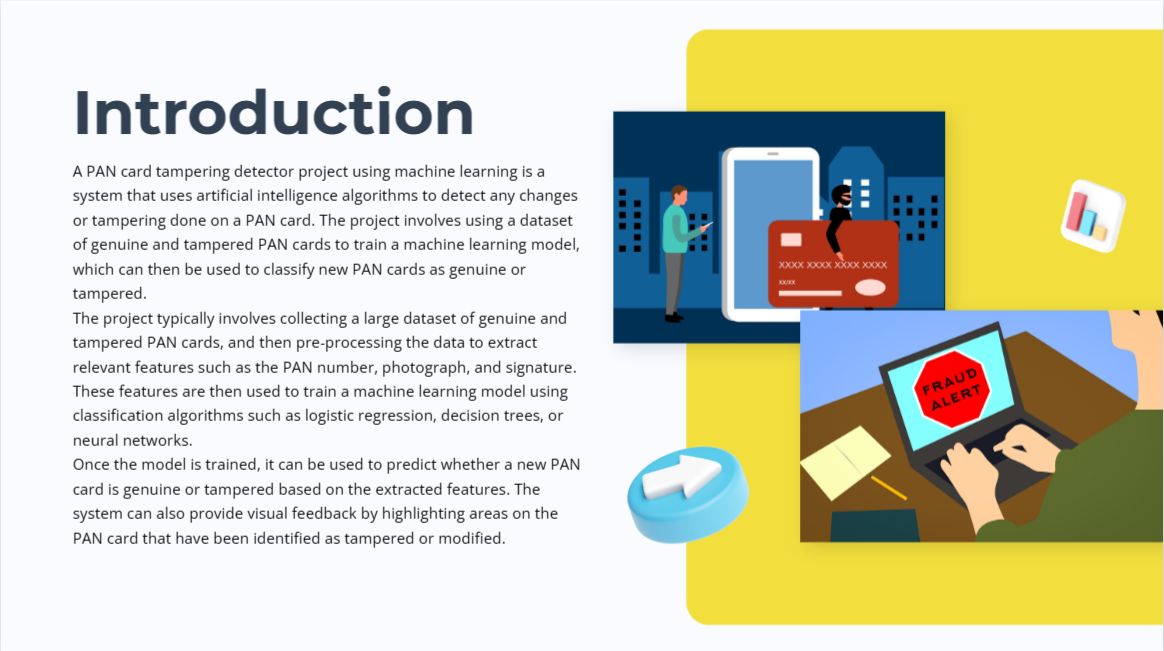 Introduction
A PAN card tampering detector project using machine learning is a
system that uses artificial intelligence algorithms to detect any changes
or tampering done on a PAN card. The project involves using a dataset
of genuine and tampered PAN cards to train a machine learning model,
which can then be used to classify new PAN cards as genuine or
tampered.
The project typically involves collecting a large dataset of genuine and
tampered PAN cards, and then pre-processing the data to extract
relevant features such as the PAN number, photograph, and signature.
These features are then used to train a machine learning model using
classification algorithms such as logistic regression, decision trees, or
neural networks.
Once the model is trained, it can be used to predict whether a new PAN
card is genuine or tampered based on the extracted features. The
system can also provide visual feedback by highlighting areas on the
PAN card that have been identified as tampered or modified.
XXXX XXXX XXXX XXXX
XX/XX
FRAUD
ALERT